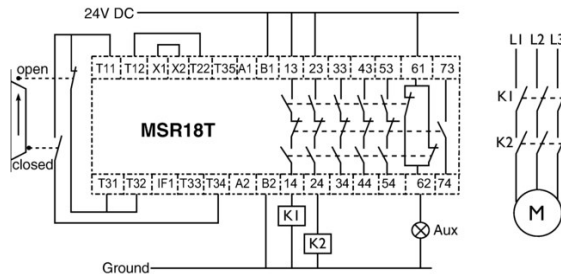 24V DC
T11 T12 X1 X2 T22 T35 A1 B1 13 23 33 43 53 61 73
L1 L2 L3
open
K1
MSR18T
K2
closed
T31 T32 IF1 T33 T34 A2 B2 14 24 34 44 54 62 74
K1
M
K2
Aux
Ground